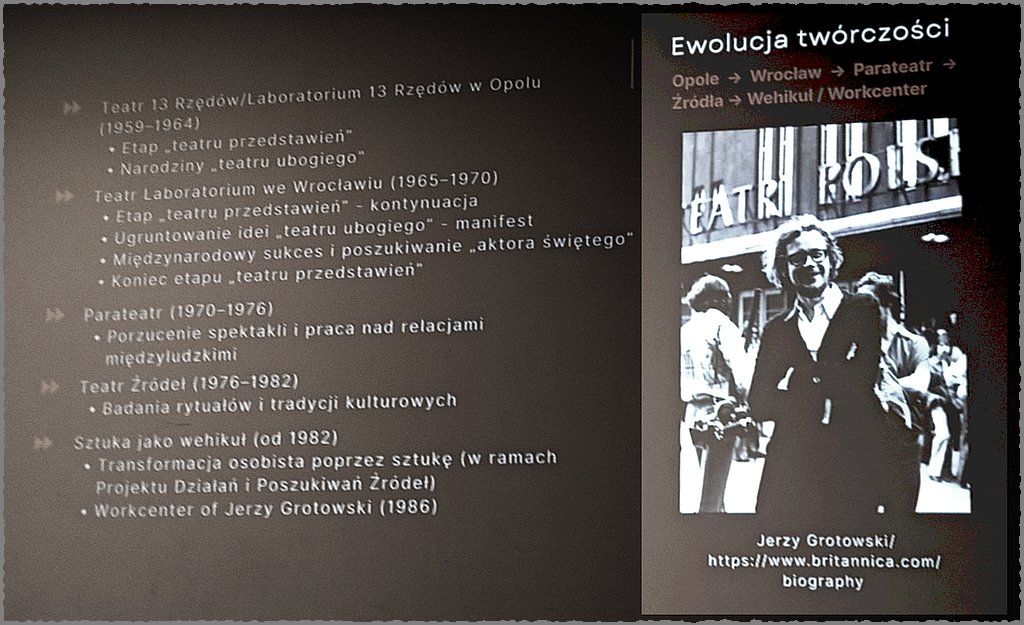 Ewolucja twórczości
Opole → Wrocław → Parateatr →
Źródła → Wehikuł / Workcenter
Teatr 13 Rzędów/Laboratorium 13 Rzędów w Opolu
(1959–1964)
• Etap „teatru przedstawień”
• Narodziny „teatru ubogiego”
Teatr Laboratorium we Wrocławiu (1965–1970)
• Etap „teatru przedstawień” - kontynuacja
• Ugruntowanie idei „teatru ubogiego” - manifest
• Międzynarodowy sukces i poszukiwanie „aktora świętego”
• Koniec etapu „teatru przedstawień”
Parateatr (1970–1976)
• Porzucenie spektakli i praca nad relacjami
międzyludzkimi
Teatr Źródeł (1976–1982)
• Badania rytuałów i tradycji kulturowych
Sztuka jako wehikuł (od 1982)
• Transformacja osobista poprzez sztukę (w ramach
Projektu Działań i Poszukiwań Źródeł)
• Workcenter of Jerzy Grotowski (1986)
EATR POLSKI
Jerzy Grotowski/
https://www.britannica.com/
biography